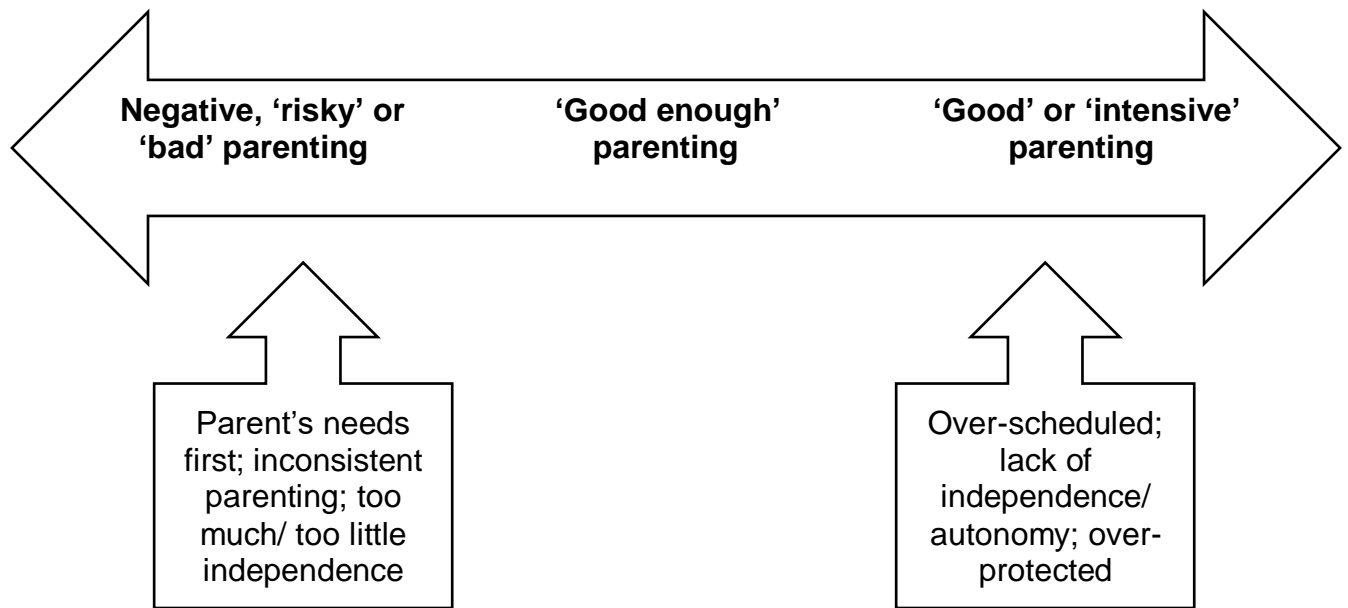 Negative, ‘risky’ or
‘bad’ parenting
‘Good enough’
parenting
‘Good’ or ‘intensive’
parenting
Parent’s needs
first; inconsistent
parenting; too
much/ too little
independence
Over-scheduled;
lack of
independence/
autonomy; over-
protected